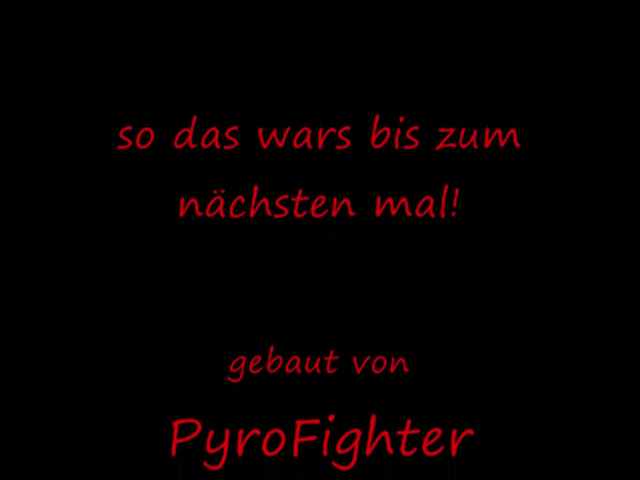 so das wars bis zum
nächsten mal!
gebaut von
PyroFighter